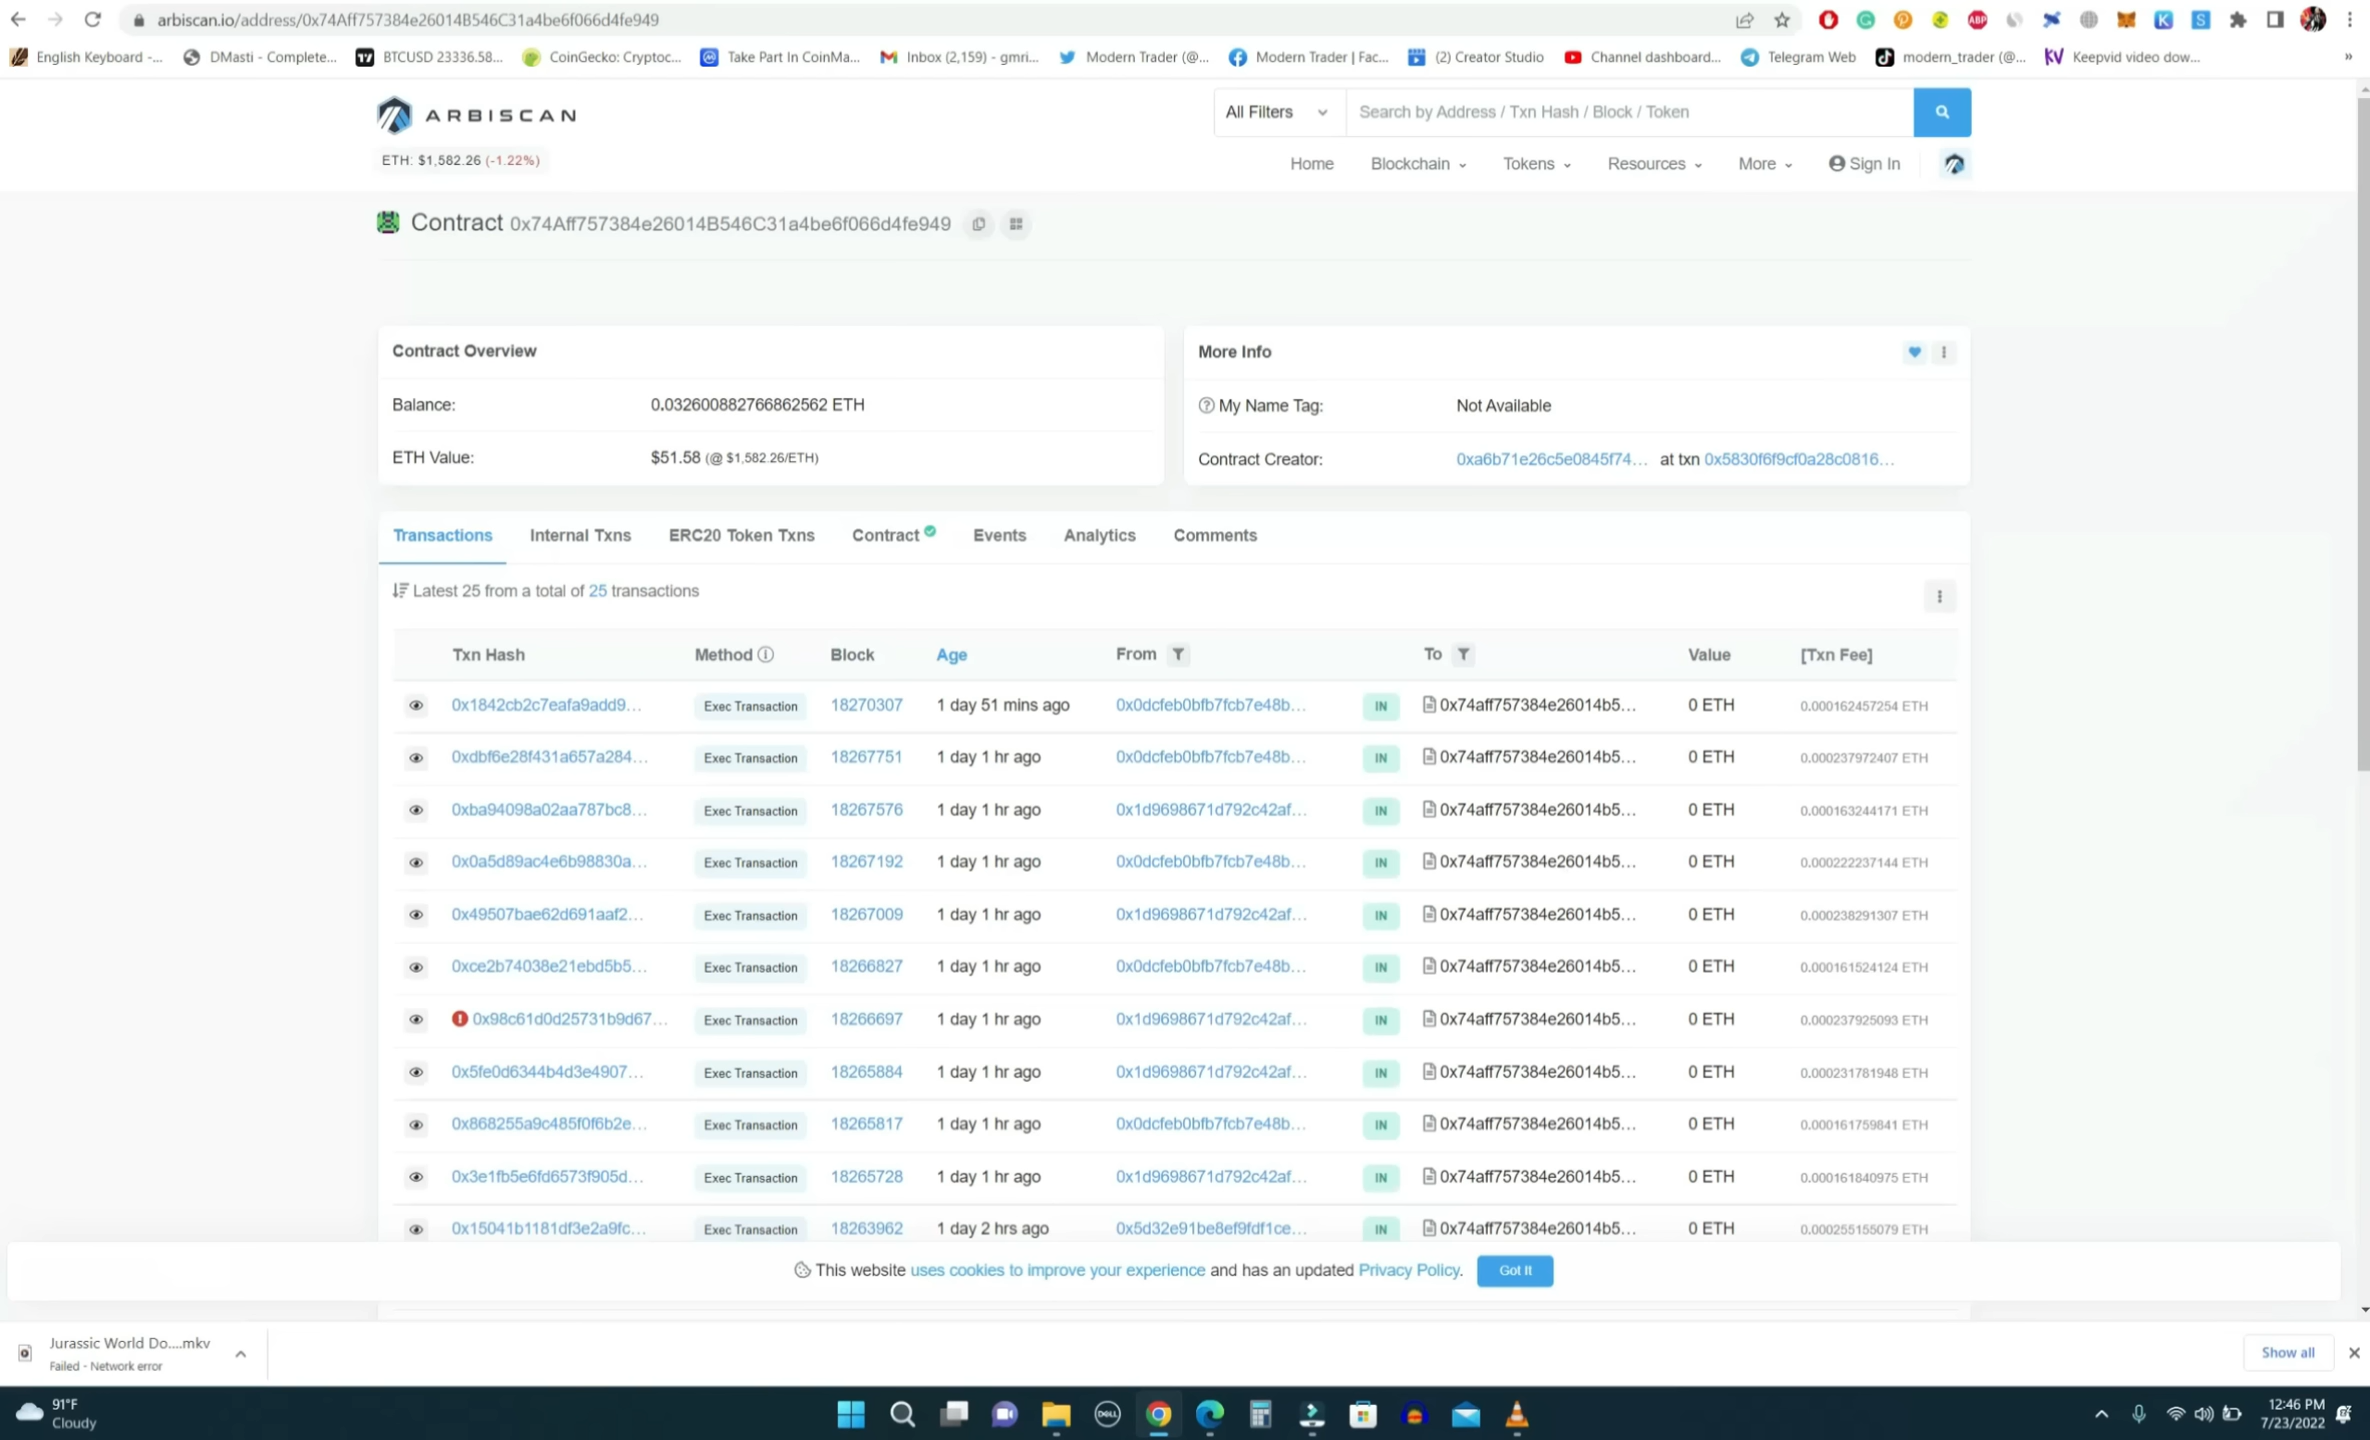 arbiscan.io/address/0x74Aff757384e26014B546C31a4be6f066d4fe949
English Keyboard -... DMasti - Complete... BTCUSD 23336.58... CoinGecko: Cryptoc... Take Part In CoinMa... Inbox (2,159) - gmri... Modern Trader (@... Modern Trader | Fac... (2) Creator Studio Channel dashboard... Telegram Web modern_trader (@... Keepvid video dow... »
ARBISCAN
All Filters Search by Address / Txn Hash / Block / Token
ETH: $1,582.26 (-1.22%)
Home Blockchain Tokens Resources More Sign In
Contract 0x74Aff757384e26014B546C31a4be6f066d4fe949
Contract Overview
Balance: 0.032600882766862562 ETH
ETH Value: $51.58 (@ $1,582.26/ETH)
More Info
My Name Tag: Not Available
Contract Creator: 0xa6b71e26c5e0845f74... at txn 0x5830f6f9cf0a28c0816...
Transactions Internal Txns ERC20 Token Txns Contract Events Analytics Comments
Latest 25 from a total of 25 transactions
Txn Hash Method Block Age From To Value [Txn Fee]
0x1842cb2c7eafa9add9... Exec Transaction 18270307 1 day 51 mins ago 0x0dcfeb0bfb7fcb7e48b... IN 0x74aff757384e26014b5... 0 ETH 0.000162457254 ETH
0xdbf6e28f431a657a284... Exec Transaction 18267751 1 day 1 hr ago 0x0dcfeb0bfb7fcb7e48b... IN 0x74aff757384e26014b5... 0 ETH 0.000237972407 ETH
0xba94098a02aa787bc8... Exec Transaction 18267576 1 day 1 hr ago 0x1d9698671d792c42af... IN 0x74aff757384e26014b5... 0 ETH 0.000163244171 ETH
0x0a5d89ac4e6b98830a... Exec Transaction 18267192 1 day 1 hr ago 0x0dcfeb0bfb7fcb7e48b... IN 0x74aff757384e26014b5... 0 ETH 0.000222237144 ETH
0x49507bae62d691aaf2... Exec Transaction 18267009 1 day 1 hr ago 0x1d9698671d792c42af... IN 0x74aff757384e26014b5... 0 ETH 0.000238291307 ETH
0xce2b74038e21ebd5b5... Exec Transaction 18266827 1 day 1 hr ago 0x0dcfeb0bfb7fcb7e48b... IN 0x74aff757384e26014b5... 0 ETH 0.000161524124 ETH
0x98c61d0d25731b9d67... Exec Transaction 18266697 1 day 1 hr ago 0x1d9698671d792c42af... IN 0x74aff757384e26014b5... 0 ETH 0.000237925093 ETH
0x5fe0d6344b4d3e4907... Exec Transaction 18265884 1 day 1 hr ago 0x1d9698671d792c42af... IN 0x74aff757384e26014b5... 0 ETH 0.000231781948 ETH
0x868255a9c485f0f6b2e... Exec Transaction 18265817 1 day 1 hr ago 0x0dcfeb0bfb7fcb7e48b... IN 0x74aff757384e26014b5... 0 ETH 0.000161759841 ETH
0x3e1fb5e6fd6573f905d... Exec Transaction 18265728 1 day 1 hr ago 0x1d9698671d792c42af... IN 0x74aff757384e26014b5... 0 ETH 0.000161840975 ETH
0x15041b1181df3e2a9fc... Exec Transaction 18263962 1 day 2 hrs ago 0x5d32e91be8ef9fdf1ce... IN 0x74aff757384e26014b5... 0 ETH 0.000255155079 ETH
This website uses cookies to improve your experience and has an updated Privacy Policy. Got It
Jurassic World Do....mkv
Failed - Network error
Show all
91°F
Cloudy
DELL
12:46 PM
7/23/2022